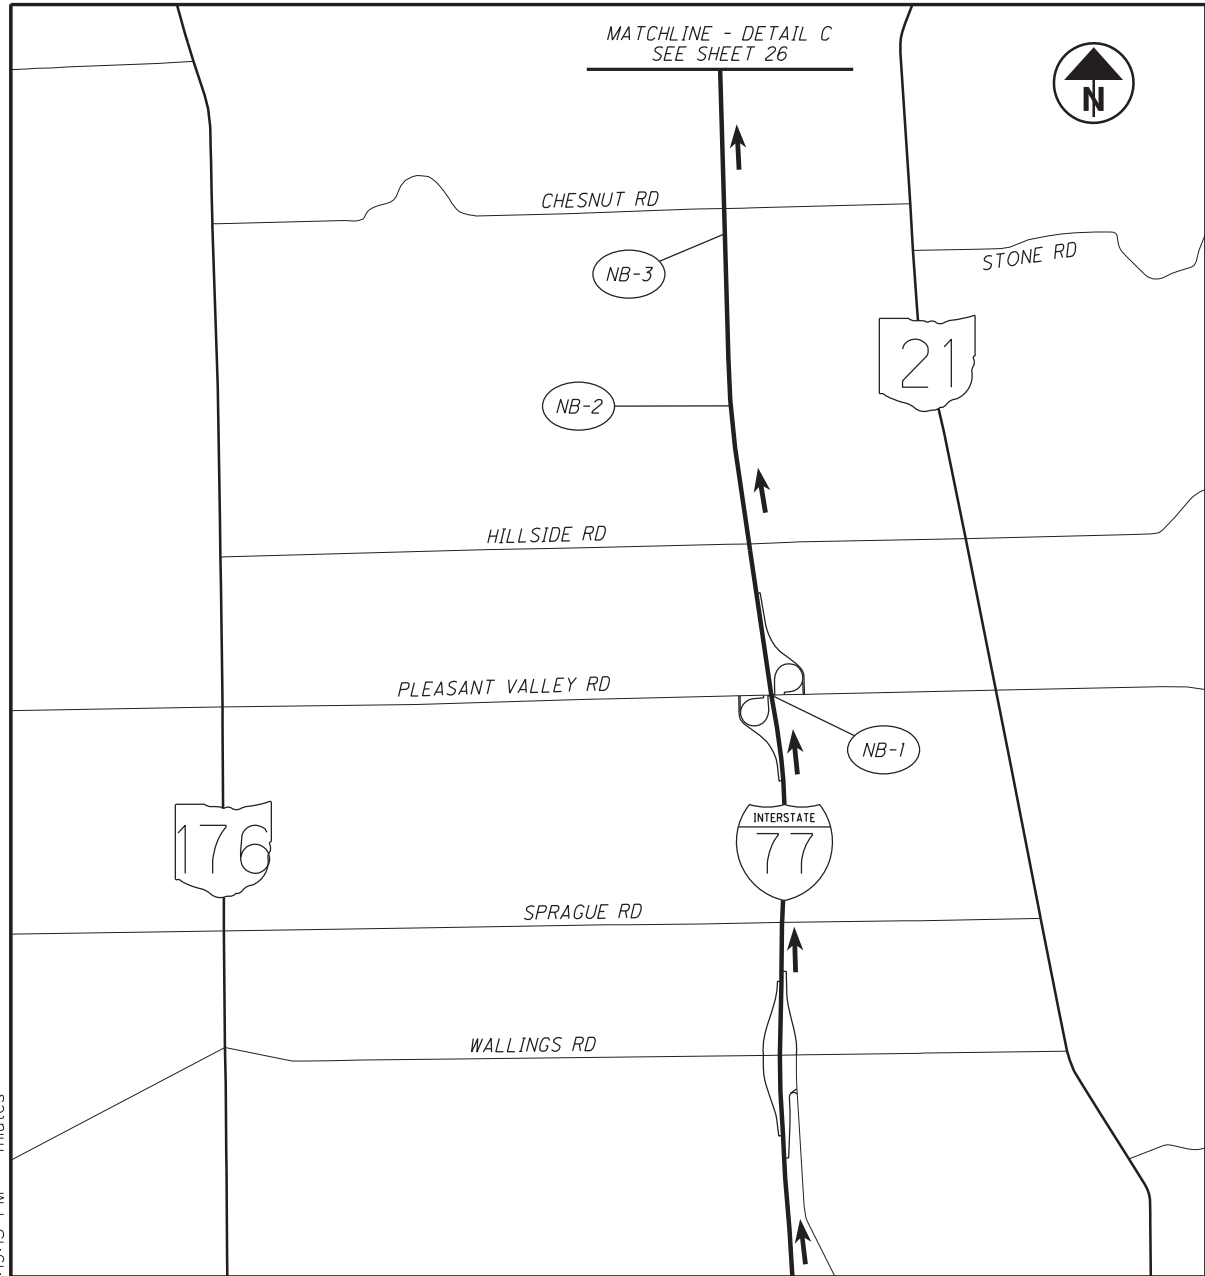 MATCHLINE - DETAIL C
SEE SHEET 26
N
CHESNUT RD
STONE RD
NB-3
21
NB-2
HILLSIDE RD
PLEASANT VALLEY RD
NB-1
176
INTERSTATE
77
SPRAGUE RD
WALLINGS RD